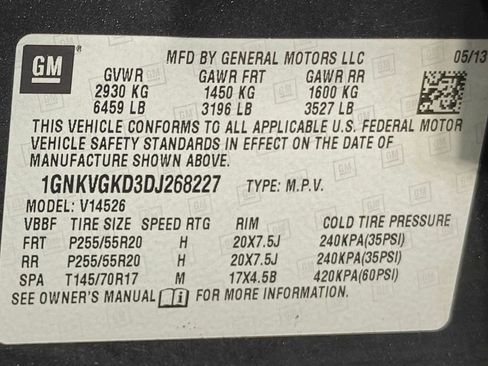 GM
MFD BY GENERAL MOTORS LLC 05/13
GVWR GAWR FRT GAWR RR
2930 KG 1450 KG 1600 KG
6459 LB 3196 LB 3527 LB
THIS VEHICLE CONFORMS TO ALL APPLICABLE U.S. FEDERAL MOTOR
VEHICLE SAFETY STANDARDS IN EFFECT ON THE DATE OF
MANUFACTURE SHOWN ABOVE.
1GNKVGKD3DJ268227 TYPE: M.P.V.
MODEL: V14526
VBBF TIRE SIZE SPEED RTG RIM COLD TIRE PRESSURE
FRT P255/55R20 H 20X7.5J 240KPA(35PSI)
RR P255/55R20 H 20X7.5J 240KPA(35PSI)
SPA T145/70R17 M 17X4.5B 420KPA(60PSI)
SEE OWNER'S MANUAL i FOR MORE INFORMATION.